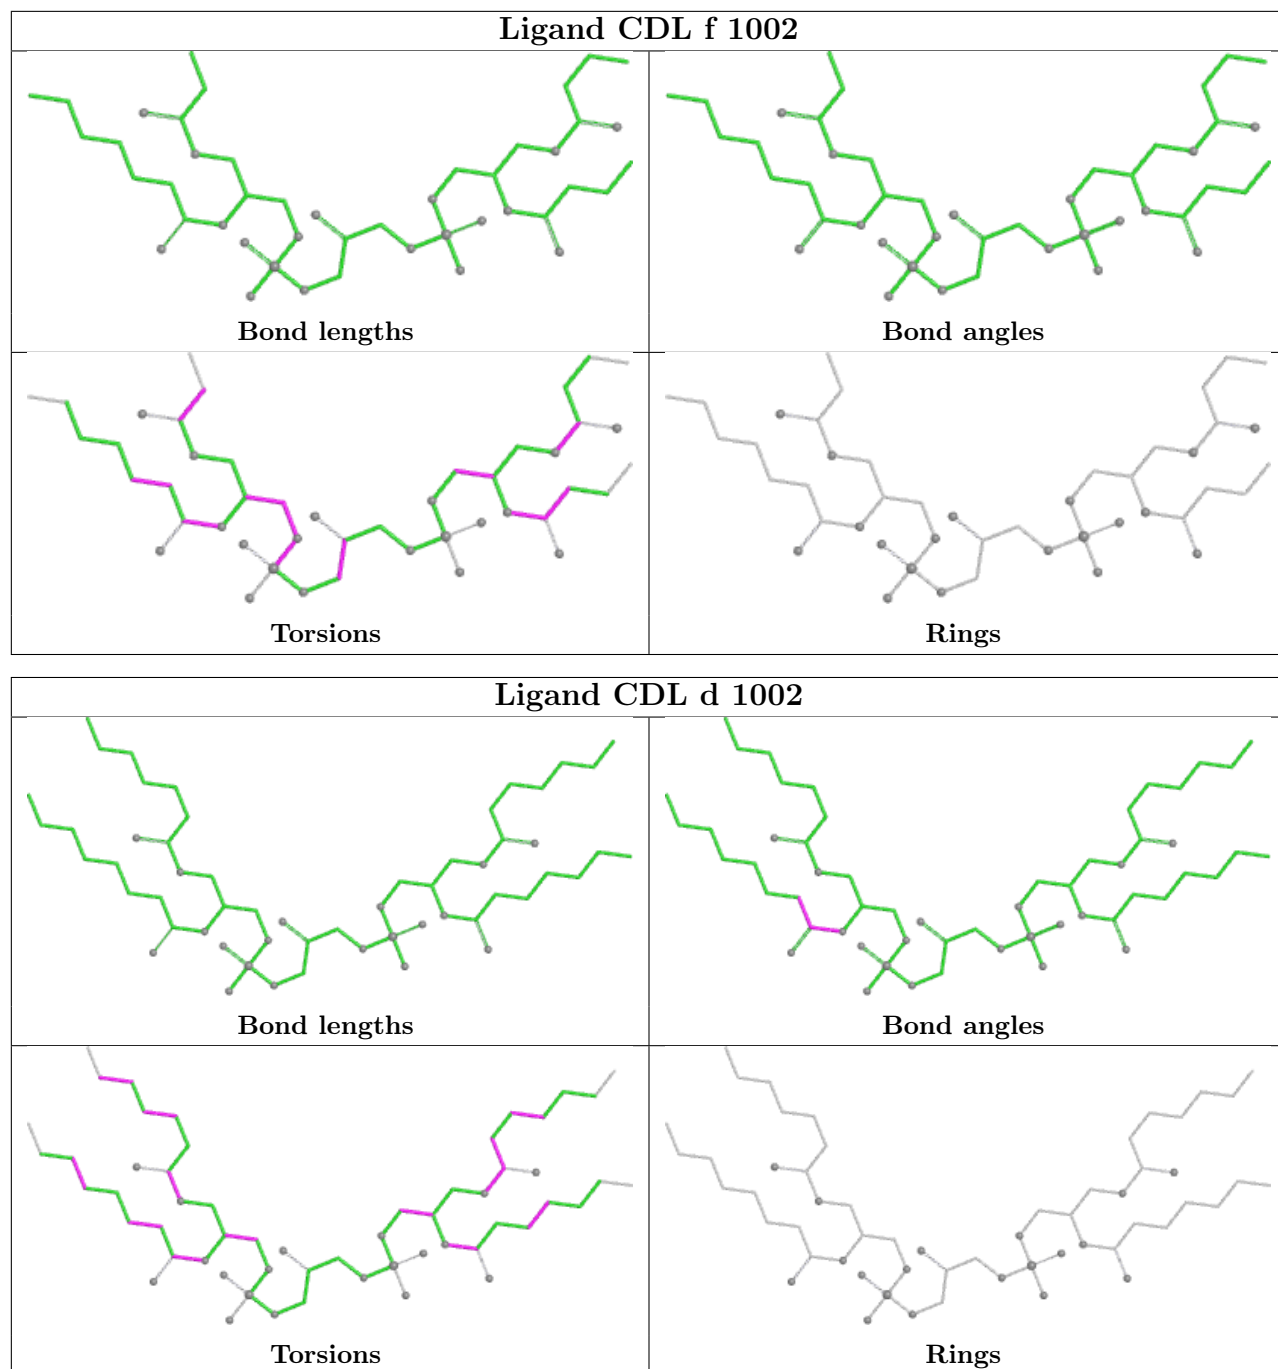 Ligand CDL f 1002
Bond lengths
Bond angles
Torsions
Rings
Ligand CDL d 1002
Bond lengths
Bond angles
Torsions
Rings